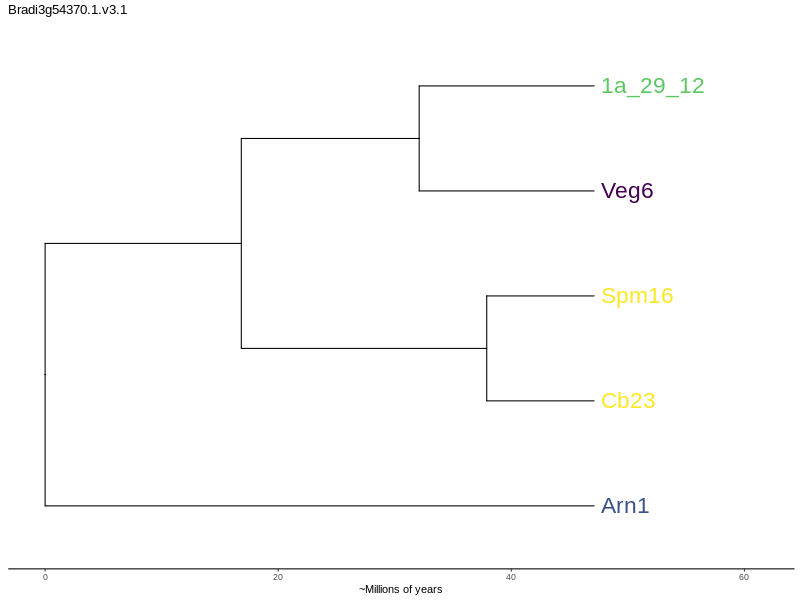 Bradi3g54370.1.v3.1
1a_29_12
Veg6
Spm16
Cb23
Arn1
0 20 40 60
~Millions of years